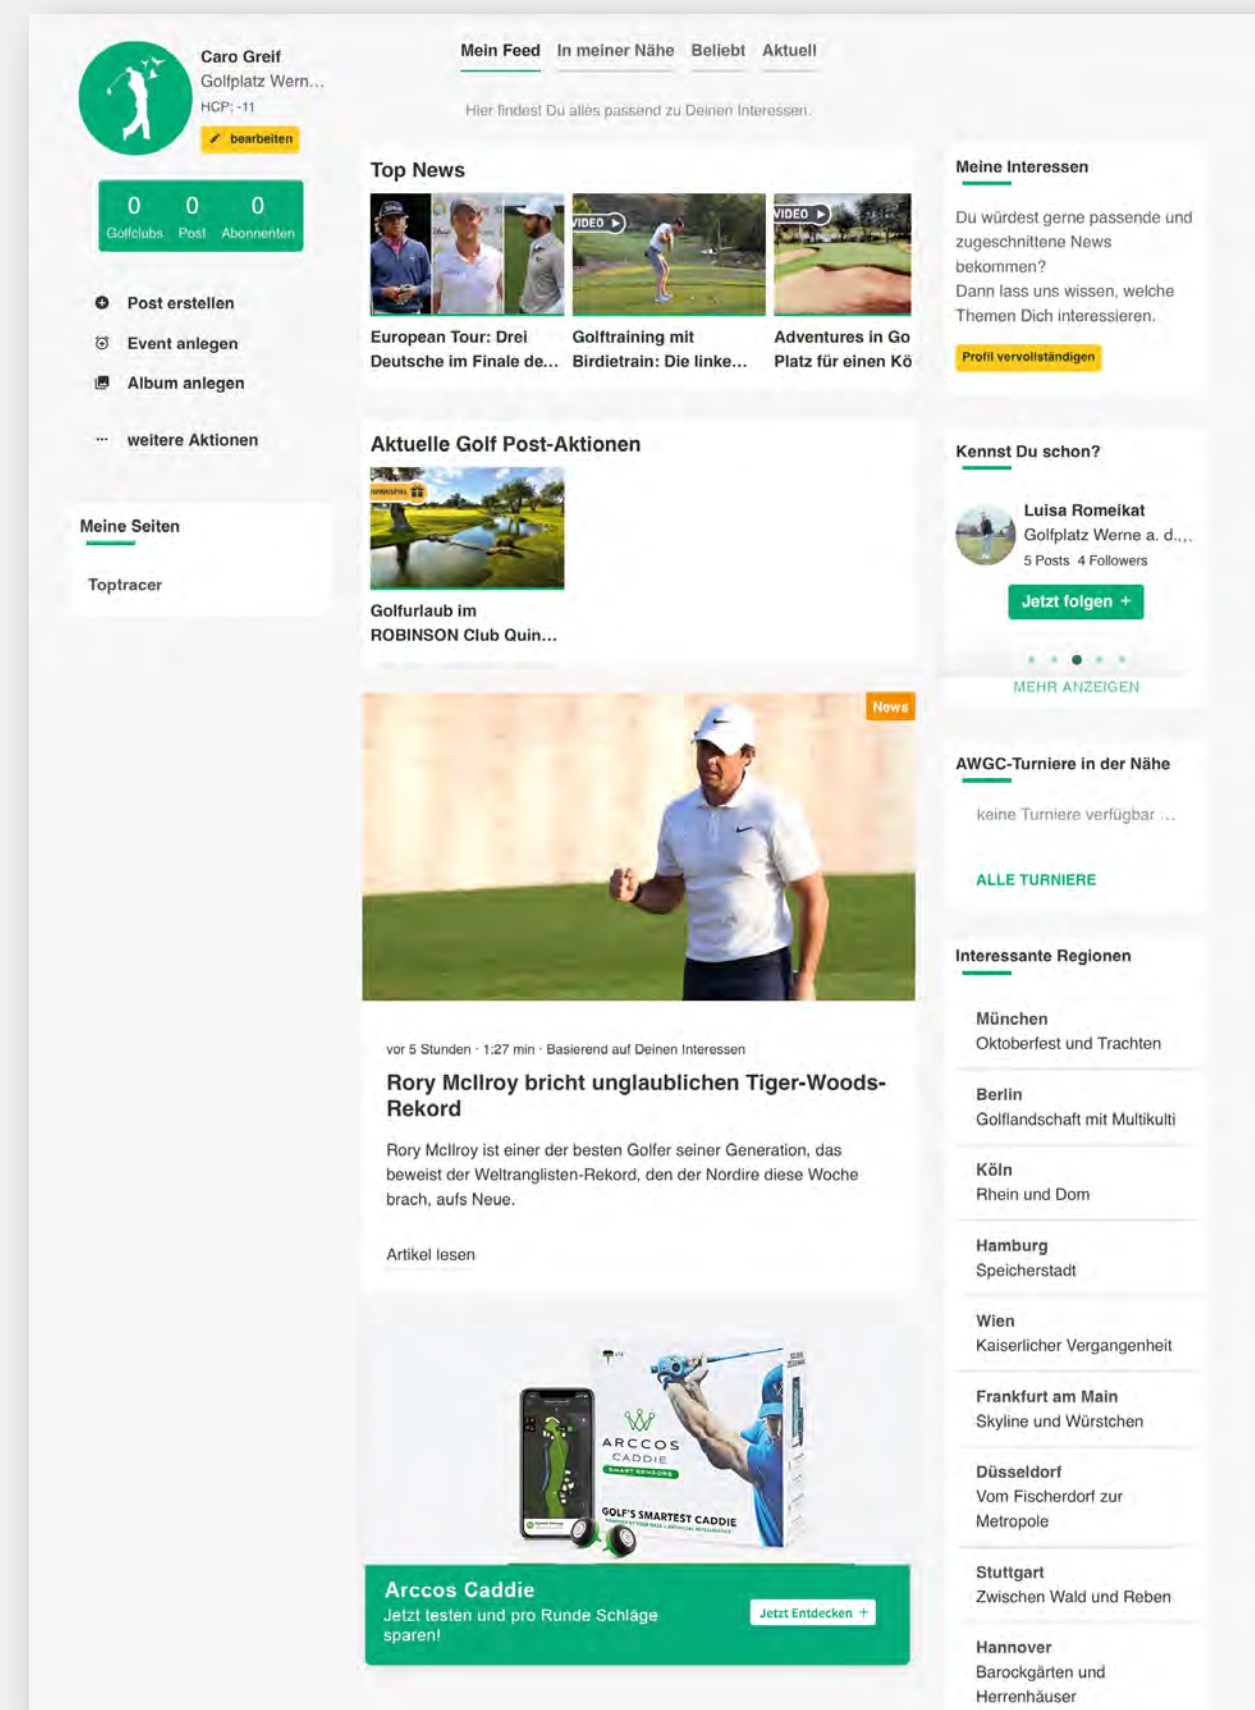 Caro Greif
Golfplatz Wern...
HCP: -11
bearbeiten
0 0 0
Golfclubs Post Abonnenten
Post erstellen
Event anlegen
Album anlegen
weitere Aktionen
Meine Seiten
Toptracer
Mein Feed In meiner Nähe Beliebt Aktuell
Hier findest Du alles passend zu Deinen Interessen.
Top News
VIDEO
VIDEO
European Tour: Drei
Deutsche im Finale de...
Golftraining mit
Birdietrain: Die linke...
Adventures in Go
Platz für einen Kö
Aktuelle Golf Post-Aktionen
Golfurlaub im
ROBINSON Club Quin...
News
vor 5 Stunden · 1:27 min · Basierend auf Deinen Interessen
Rory McIlroy bricht unglaublichen Tiger-Woods-
Rekord
Rory McIlroy ist einer der besten Golfer seiner Generation, das
beweist der Weltranglisten-Rekord, den der Nordire diese Woche
brach, aufs Neue.
Artikel lesen
ARCCOS
CADDIE
SMART SENSORS
GOLF'S SMARTEST CADDIE
Arccos Caddie
Jetzt testen und pro Runde Schläge
sparen!
Jetzt Entdecken +
Meine Interessen
Du würdest gerne passende und
zugeschnittene News
bekommen?
Dann lass uns wissen, welche
Themen Dich interessieren.
Profil vervollständigen
Kennst Du schon?
Luisa Romeikat
Golfplatz Werne a. d....
5 Posts 4 Followers
Jetzt folgen +
MEHR ANZEIGEN
AWGC-Turniere in der Nähe
keine Turniere verfügbar ...
ALLE TURNIERE
Interessante Regionen
München
Oktoberfest und Trachten
Berlin
Golflandschaft mit Multikulti
Köln
Rhein und Dom
Hamburg
Speicherstadt
Wien
Kaiserlicher Vergangenheit
Frankfurt am Main
Skyline und Würstchen
Düsseldorf
Vom Fischerdorf zur
Metropole
Stuttgart
Zwischen Wald und Reben
Hannover
Barockgärten und
Herrenhäuser